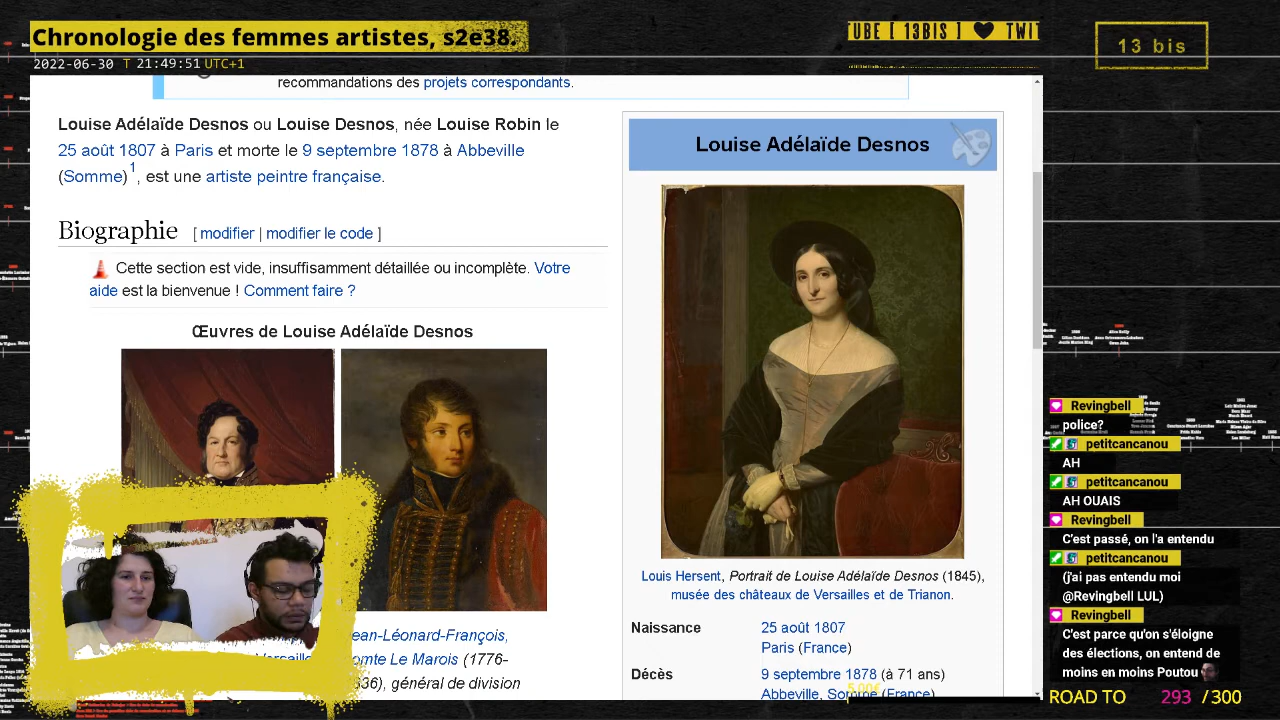 Chronologie des femmes artistes, s2e38.
UBE [ 13BIS ] ♥ TWI
13 bis
2022-06-30 T 21:49:51 UTC+1
recommandations des projets correspondants.
Louise Adélaïde Desnos ou Louise Desnos, née Louise Robin le
25 août 1807 à Paris et morte le 9 septembre 1878 à Abbeville
(Somme)1, est une artiste peintre française.
Biographie [ modifier | modifier le code ]
Cette section est vide, insuffisamment détaillée ou incomplète. Votre
aide est la bienvenue ! Comment faire ?
Œuvres de Louise Adélaïde Desnos
ean-Léonard-François,
omte Le Marois (1776-
36), général de division
Louise Adélaïde Desnos
Louis Hersent, Portrait de Louise Adélaïde Desnos (1845),
musée des châteaux de Versailles et de Trianon.
Naissance 25 août 1807
Paris (France)
Décès 9 septembre 1878 (à 71 ans)
Abbeville, Somme (France)
Revingbell
police?
petitcancanou
AH
petitcancanou
AH OUAIS
Revingbell
C'est passé, on l'a entendu
petitcancanou
(j'ai pas entendu moi
@Revingbell LUL)
Revingbell
C'est parce qu'on s'éloigne
des élections, on entend de
moins en moins Poutou
ROAD TO 293 /300